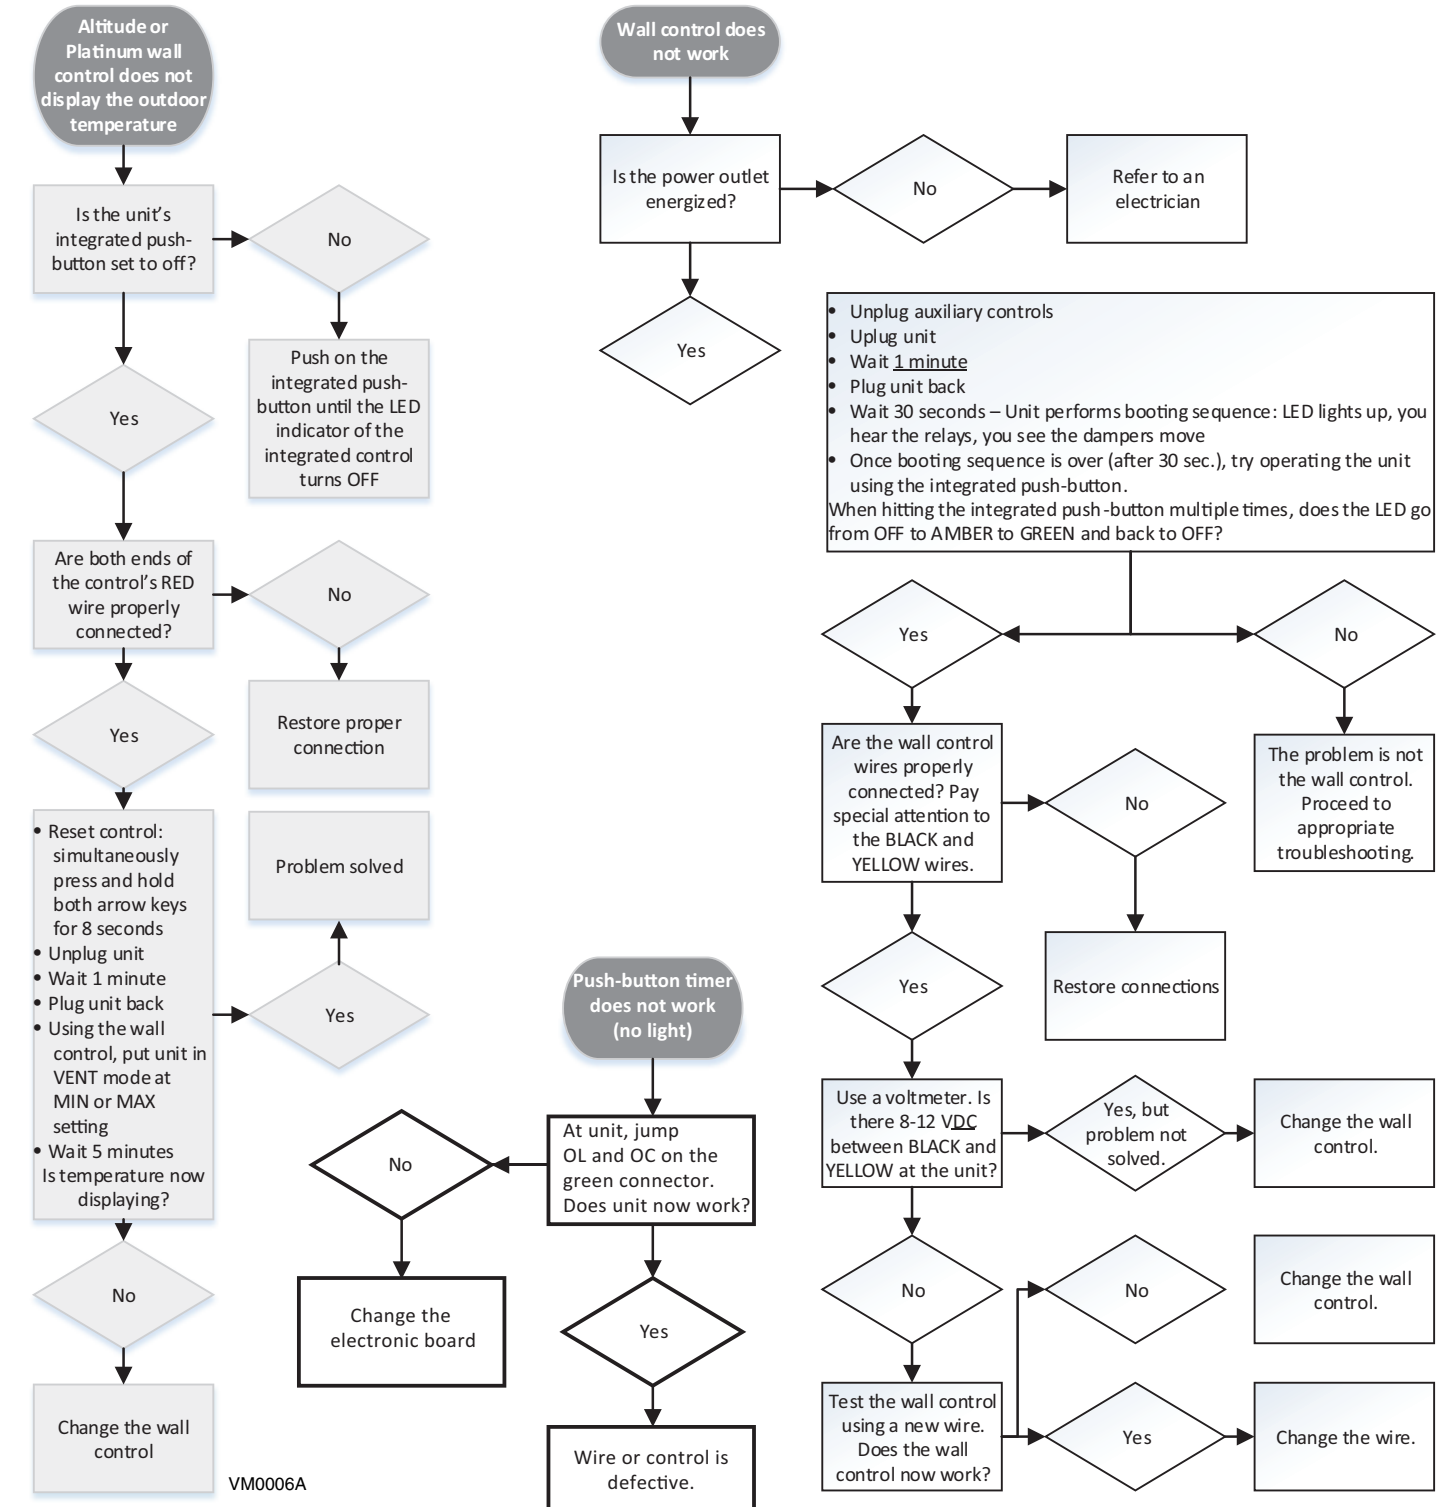 Altitude or
Platinum wall
control does not
display the outdoor
temperature
Is the unit's
integrated push-
button set to off?
No
Push on the
integrated push-
button until the LED
indicator of the
integrated control
turns OFF
Yes
Are both ends of
the control's RED
wire properly
connected?
No
Restore proper
connection
Yes
• Reset control:
simultaneously
press and hold
both arrow keys
for 8 seconds
• Unplug unit
• Wait 1 minute
• Plug unit back
• Using the wall
control, put unit in
VENT mode at
MIN or MAX
setting
• Wait 5 minutes
Is temperature now
displaying?
Yes
Problem solved
No
Change the wall
control
VM0006A
Push-button timer
does not work
(no light)
At unit, jump
OL and OC on the
green connector.
Does unit now work?
No
Change the
electronic board
Yes
Wire or control is
defective.
Wall control does
not work
Is the power outlet
energized?
No
Refer to an
electrician
Yes
• Unplug auxiliary controls
• Uplug unit
• Wait 1 minute
• Plug unit back
• Wait 30 seconds – Unit performs booting sequence: LED lights up, you
hear the relays, you see the dampers move
• Once booting sequence is over (after 30 sec.), try operating the unit
using the integrated push-button.
When hitting the integrated push-button multiple times, does the LED go
from OFF to AMBER to GREEN and back to OFF?
Yes
No
The problem is not
the wall control.
Proceed to
appropriate
troubleshooting.
Are the wall control
wires properly
connected? Pay
special attention to
the BLACK and
YELLOW wires.
No
Restore connections
Yes
Use a voltmeter. Is
there 8-12 VDC
between BLACK and
YELLOW at the unit?
Yes, but
problem not
solved.
Change the wall
control.
No
Test the wall control
using a new wire.
Does the wall
control now work?
No
Change the wall
control.
Yes
Change the wire.